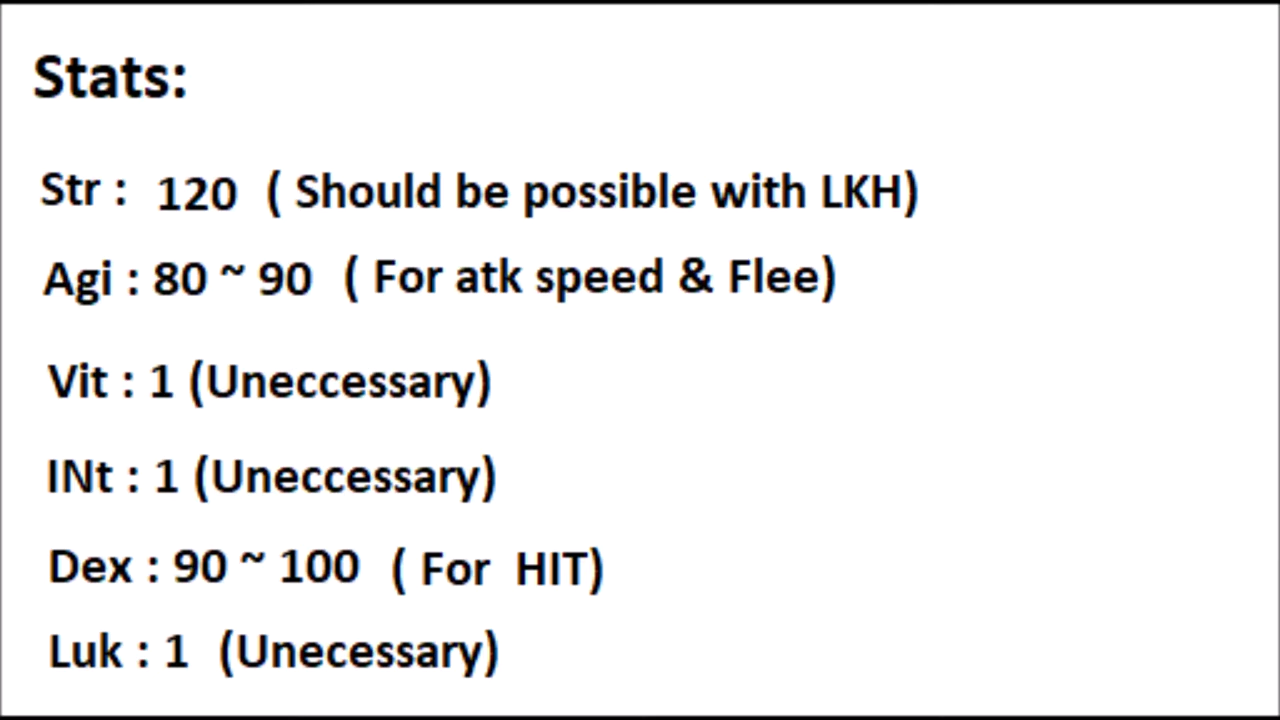 Stats:
Str : 120 ( Should be possible with LKH)
Agi : 80 ~ 90 ( For atk speed & Flee)
Vit : 1 (Uneccessary)
INt : 1 (Uneccessary)
Dex : 90 ~ 100 ( For HIT)
Luk : 1 (Unecessary)